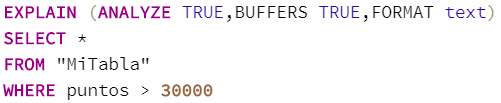 EXPLAIN (ANALYZE TRUE,BUFFERS TRUE,FORMAT text)
SELECT *
FROM "MiTabla"
WHERE puntos > 30000